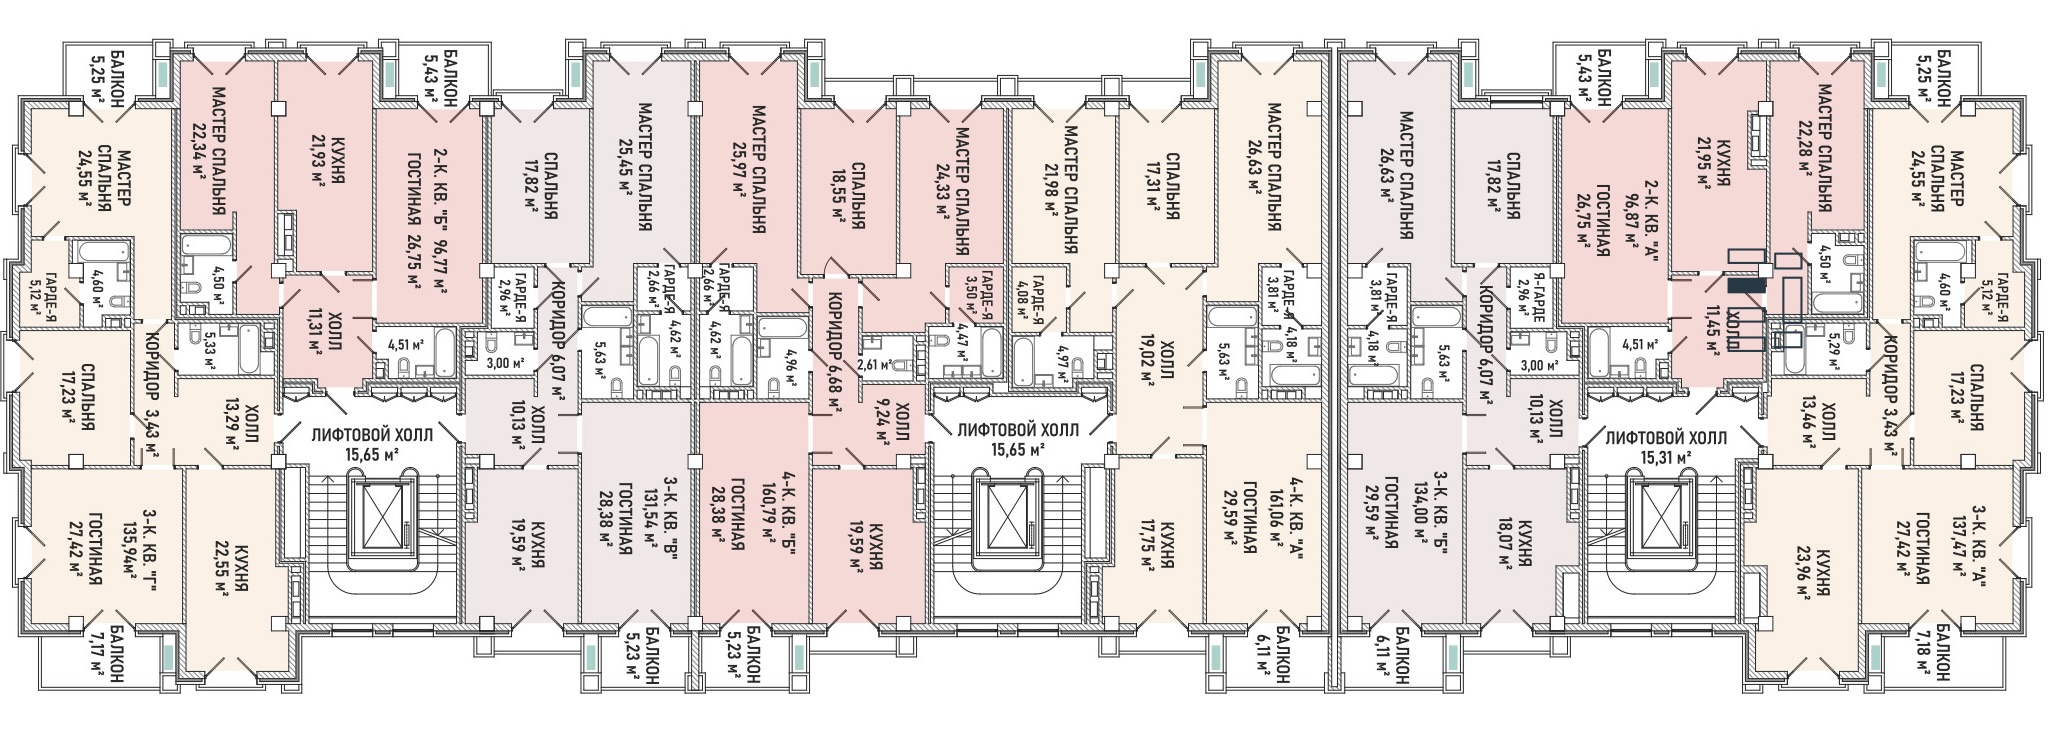 БАЛКОН
5,25 м²
МАСТЕР
СПАЛЬНЯ
24,55 м²
ГАРДЕ-Я
5,12 м²
4,60 м²
СПАЛЬНЯ
17,23 м²
КОРИДОР 3,43 м²
5,33 м²
ХОЛЛ
13,29 м²
3-К. КВ. "Г"
135,94м²
ГОСТИНАЯ
27,42 м²
КУХНЯ
22,55 м²
БАЛКОН
7,17 м²
МАСТЕР СПАЛЬНЯ
22,34 м²
4,50 м²
КУХНЯ
21,93 м²
БАЛКОН
5,43 м²
2-К. КВ. "Б" 96,77 м²
ГОСТИНАЯ 26,75 м²
ХОЛЛ
11,31 м²
4,51 м²
ЛИФТОВОЙ ХОЛЛ
15,65 м²
СПАЛЬНЯ
17,82 м²
МАСТЕР СПАЛЬНЯ
25,45 м²
ГАРДЕ-Я
2,96 м²
КОРИДОР 6,07 м²
ГАРДЕ-Я
2,66 м²
3,00 м²
5,63 м²
4,62 м²
ХОЛЛ
10,13 м²
КУХНЯ
19,59 м²
3-К. КВ. "В"
131,54 м²
ГОСТИНАЯ
28,38 м²
БАЛКОН
5,23 м²
МАСТЕР СПАЛЬНЯ
25,97 м²
ГАРДЕ-Я
2,66 м²
4,62 м²
4,96 м²
СПАЛЬНЯ
18,55 м²
МАСТЕР СПАЛЬНЯ
24,33 м²
ГАРДЕ-Я
3,50 м²
КОРИДОР 6,68 м²
2,61 м²
4,47 м²
ХОЛЛ
9,24 м²
4-К. КВ. "Б"
160,79 м²
ГОСТИНАЯ
28,38 м²
КУХНЯ
19,59 м²
БАЛКОН
5,23 м²
ЛИФТОВОЙ ХОЛЛ
15,65 м²
МАСТЕР СПАЛЬНЯ
21,98 м²
ГАРДЕ-Я
4,08 м²
4,97 м²
СПАЛЬНЯ
17,31 м²
МАСТЕР СПАЛЬНЯ
26,63 м²
ГАРДЕ-Я
3,81 м²
ХОЛЛ
19,02 м²
5,63 м²
4,18 м²
КУХНЯ
17,75 м²
4-К. КВ. "А"
161,06 м²
ГОСТИНАЯ
29,59 м²
БАЛКОН
6,11 м²
МАСТЕР СПАЛЬНЯ
26,63 м²
СПАЛЬНЯ
17,82 м²
ГАРДЕ-Я
3,81 м²
4,18 м²
5,63 м²
КОРИДОР 6,07 м²
Я-ГАРДЕ
2,96 м²
3,00 м²
ХОЛЛ
10,13 м²
3-К. КВ. "Б"
134,00 м²
ГОСТИНАЯ
29,59 м²
КУХНЯ
18,07 м²
БАЛКОН
6,11 м²
БАЛКОН
5,43 м²
2-К. КВ. "А"
96,87 м²
ГОСТИНАЯ
26,75 м²
КУХНЯ
21,95 м²
МАСТЕР СПАЛЬНЯ
22,28 м²
4,50 м²
ХОЛЛ
11,45 м²
4,51 м²
ЛИФТОВОЙ ХОЛЛ
15,31 м²
БАЛКОН
5,25 м²
МАСТЕР
СПАЛЬНЯ
24,55 м²
4,60 м²
ГАРДЕ-Я
5,12 м²
5,29 м²
КОРИДОР 3,43 м²
СПАЛЬНЯ
17,23 м²
ХОЛЛ
13,46 м²
КУХНЯ
23,96 м²
3-К. КВ. "А"
137,47 м²
ГОСТИНАЯ
27,42 м²
БАЛКОН
7,18 м²